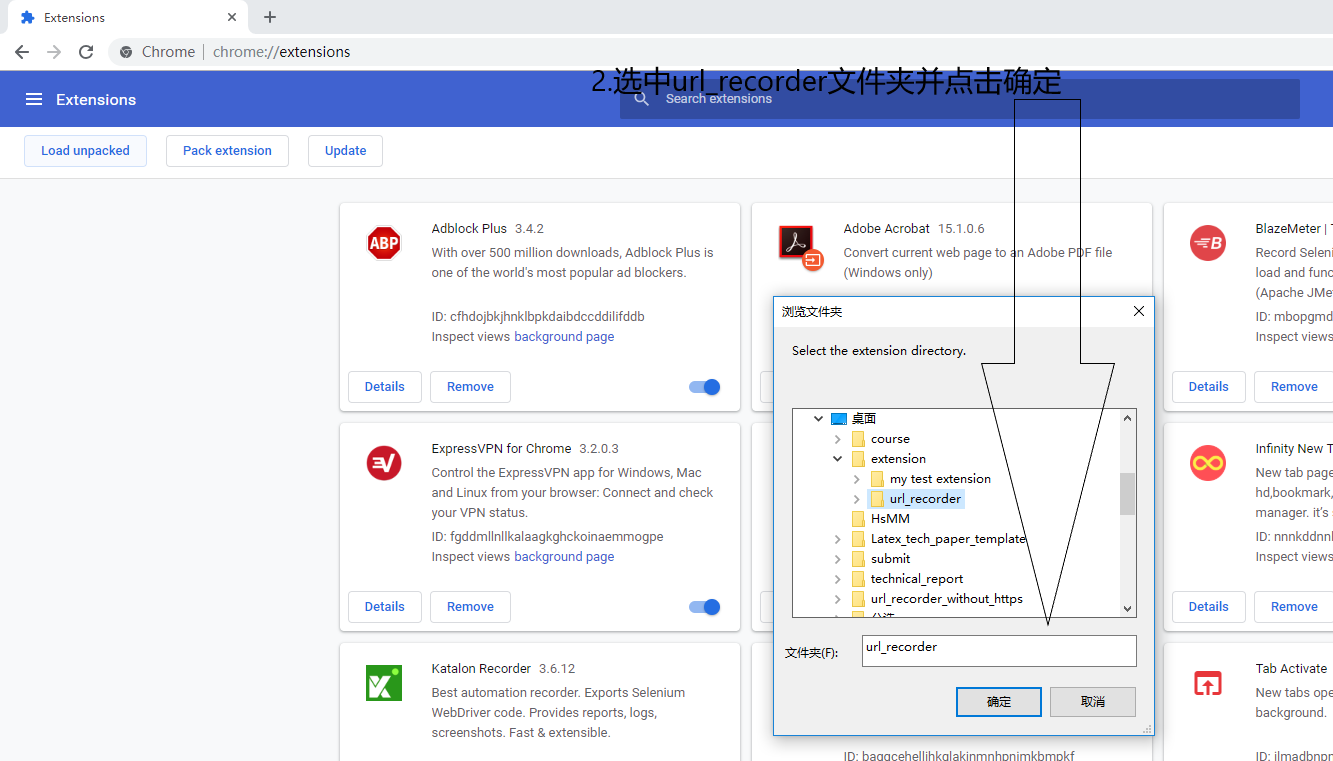 Extensions
Chrome
chrome://extensions
2.选中url_recorder文件夹并点击确定
Extensions
Search extensions
Load unpacked
Pack extension
Update
ABP
Adblock Plus 3.4.2
With over 500 million downloads, Adblock Plus is
one of the world's most popular ad blockers.
ID: cfhdojbkjhnklbpkdaibdccddilifddb
Inspect views background page
Details
Remove
Adobe Acrobat 15.1.0.6
Convert current web page to an Adobe PDF file
(Windows only)
BlazeMeter | T
Record Seleni
load and func
(Apache JMe
ID: mbopgmd
Inspect views
Details
Remove
ExpressVPN for Chrome 3.2.0.3
Control the ExpressVPN app for Windows, Mac
and Linux from your browser: Connect and check
your VPN status.
ID: fgddmllnllkalaagkghckoinaemmogpe
Inspect views background page
Details
Remove
Infinity New T
New tab page
hd,bookmark,
manager. it's
ID: nnnkddnnl
Inspect views
Details
Remove
Katalon Recorder 3.6.12
Best automation recorder. Exports Selenium
WebDriver code. Provides reports, logs,
screenshots. Fast & extensible.
ID: baggcehellihkglakinmnhpnimkbmpkf
Tab Activate
New tabs ope
background.
ID: jlmadbnpn
浏览文件夹
Select the extension directory.
桌面
course
extension
my test extension
url_recorder
HsMM
Latex_tech_paper_template
submit
technical_report
url_recorder_without_https
文件夹(F):
url_recorder
确定
取消